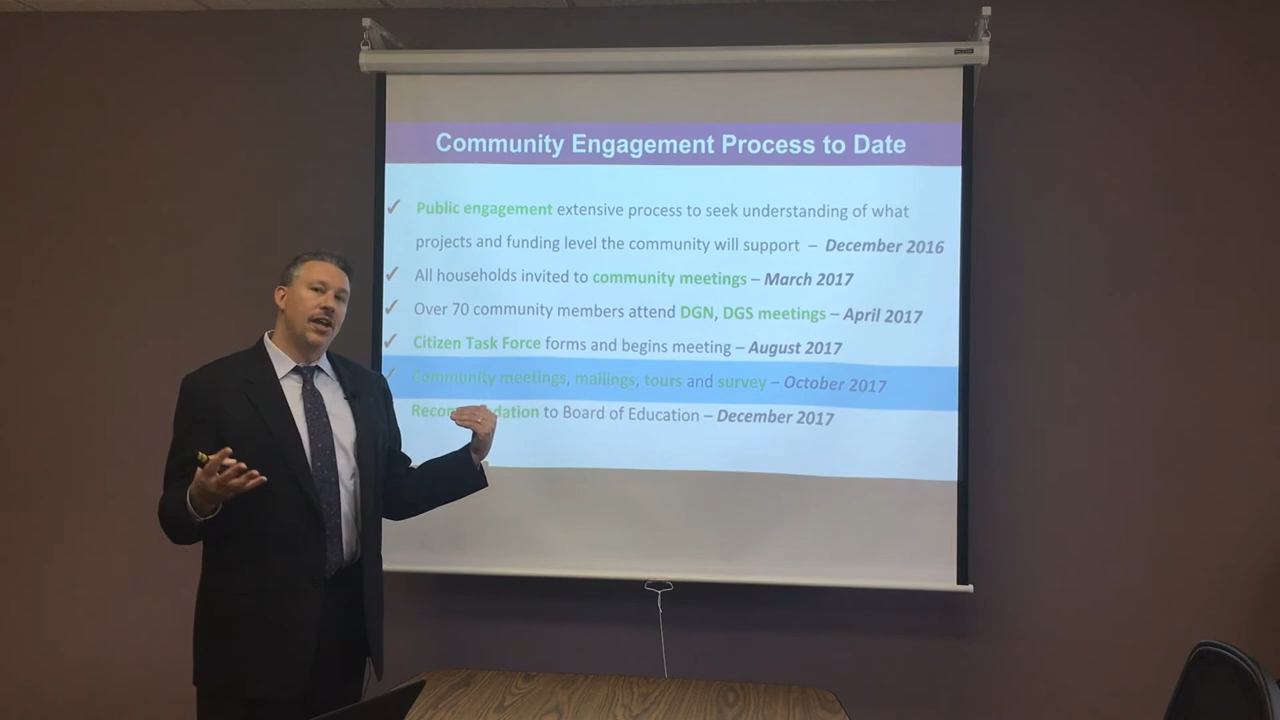 Community Engagement Process to Date
✓ Public engagement extensive process to seek understanding of what
projects and funding level the community will support – December 2016
✓ All households invited to community meetings – March 2017
✓ Over 70 community members attend DGN, DGS meetings – April 2017
✓ Citizen Task Force forms and begins meeting – August 2017
✓ Community meetings, mailings, tours and survey – October 2017
to Board of Education – December 2017